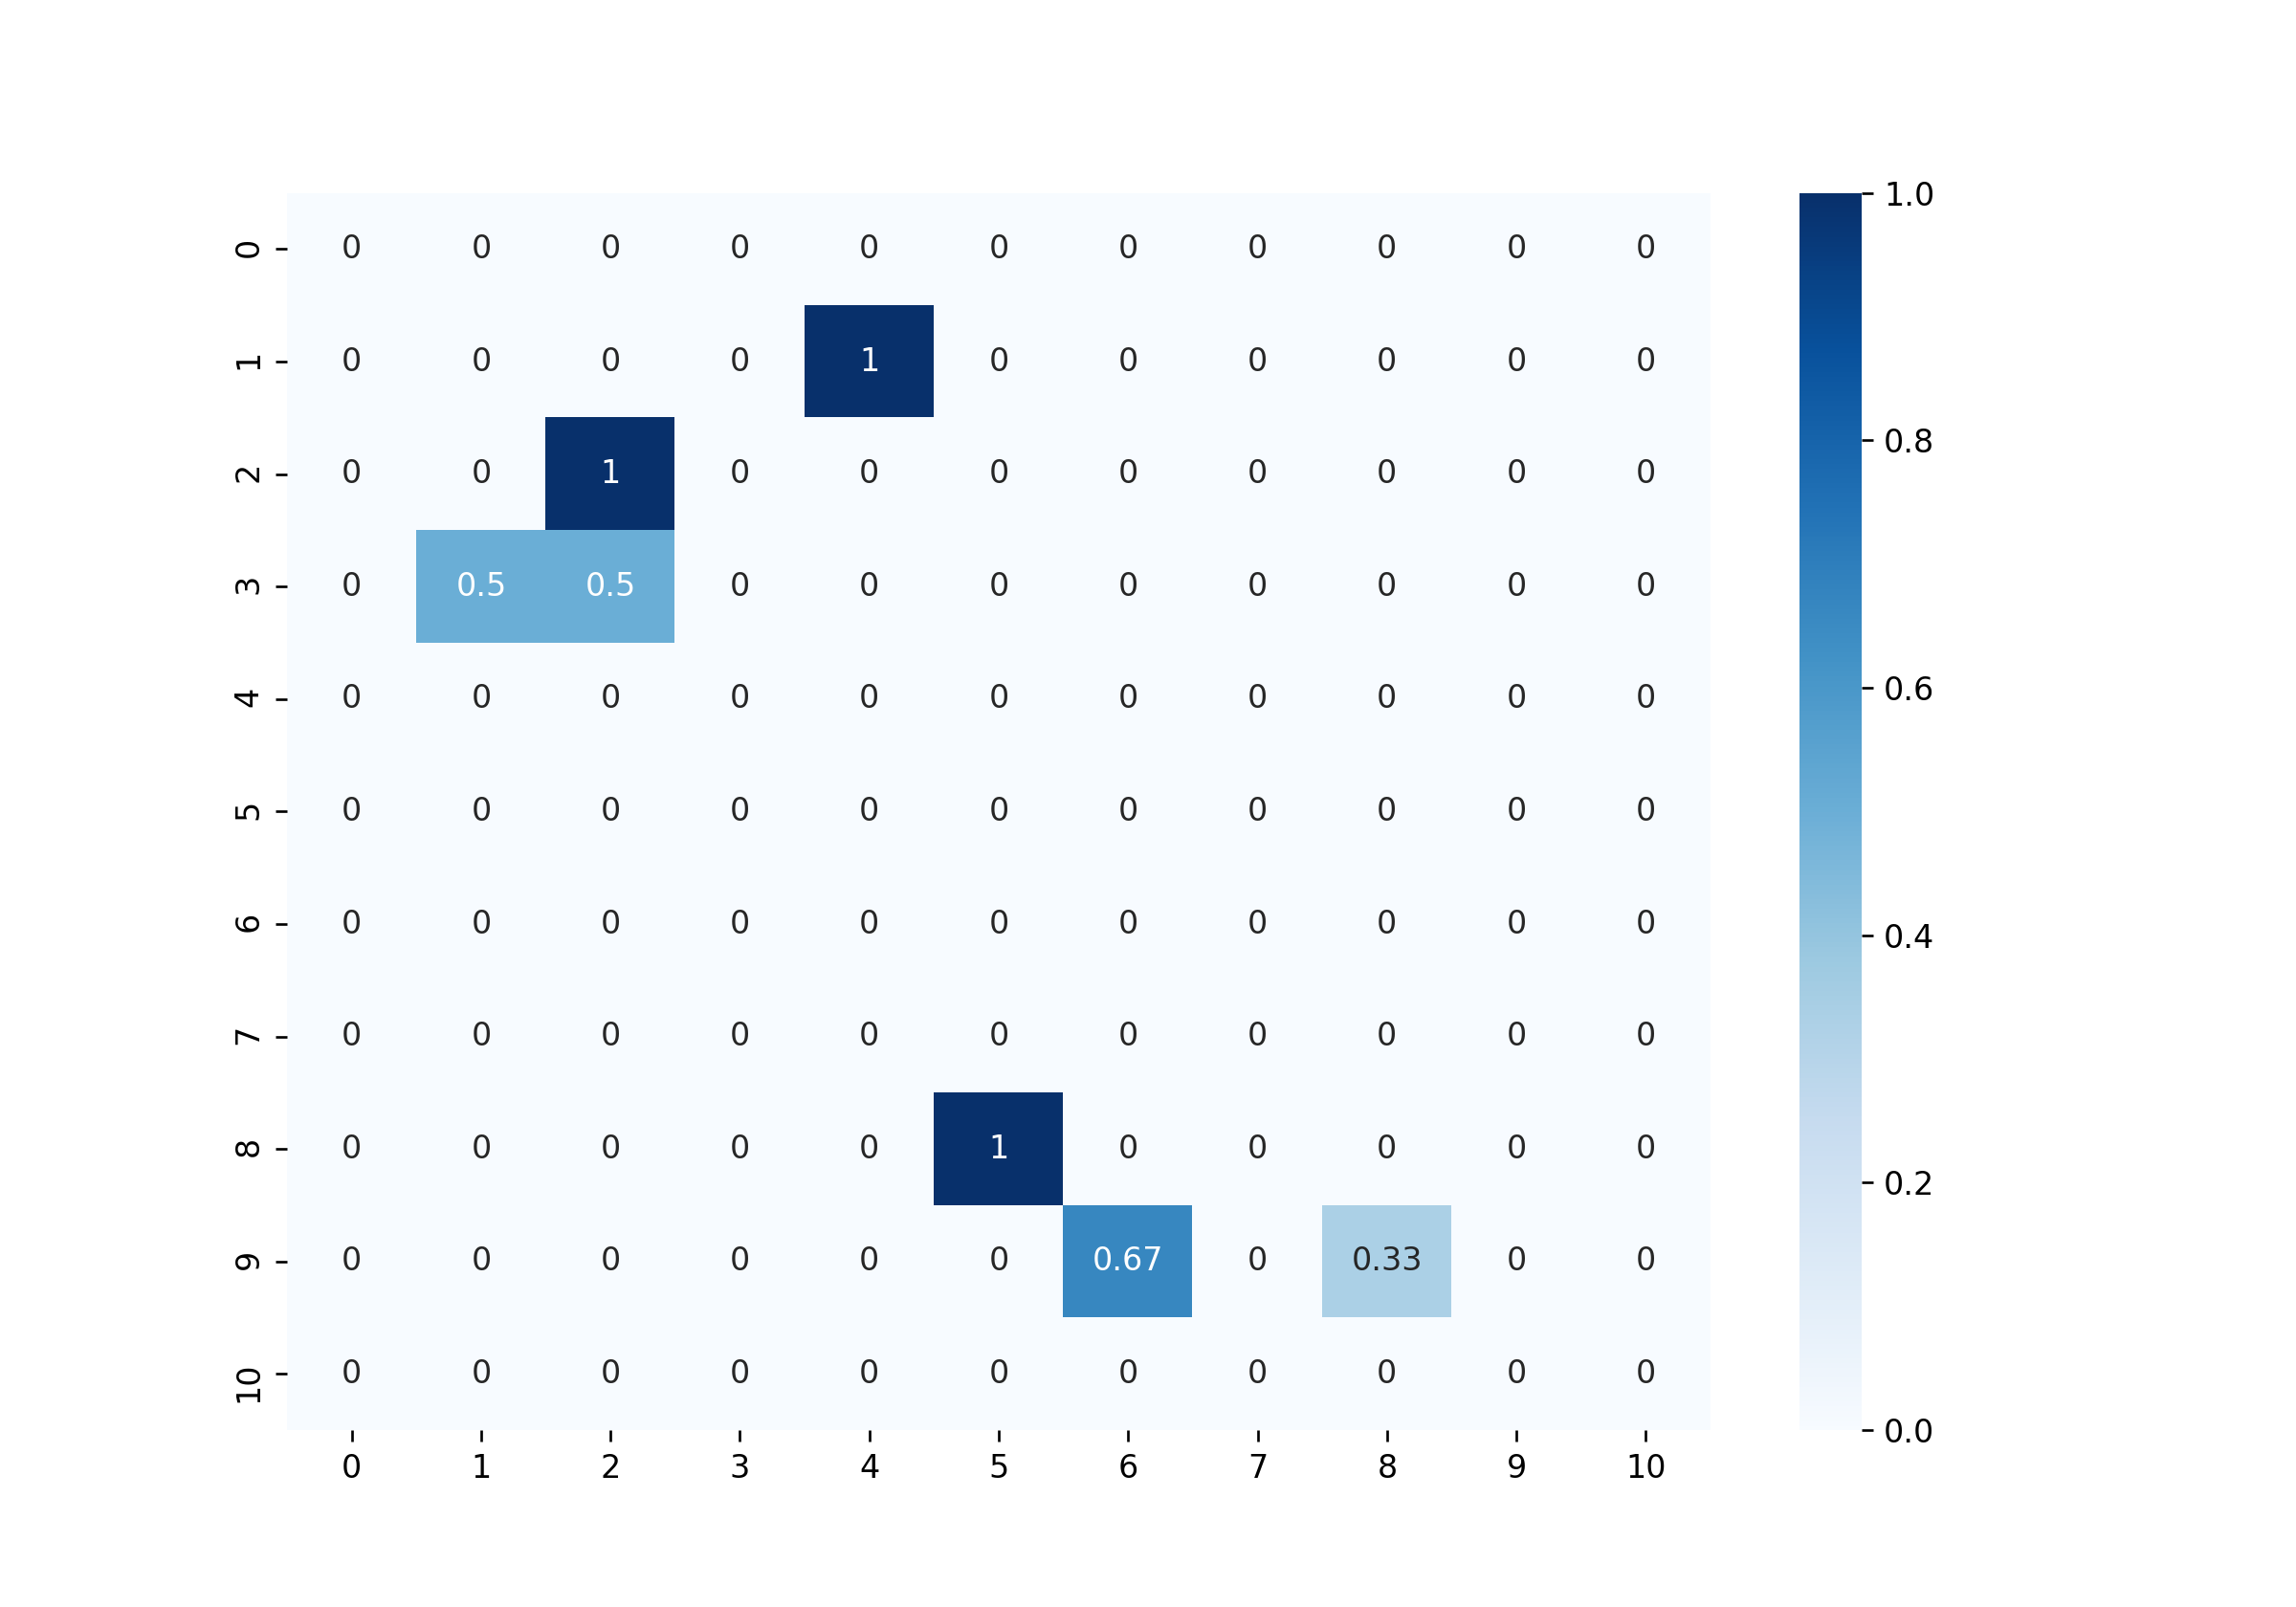 1.0
0 0 0 0 0 0 0 0 0 0 0 0
1 0 0 0 0 1 0 0 0 0 0 0
0.8
2 0 0 1 0 0 0 0 0 0 0 0
3 0 0.5 0.5 0 0 0 0 0 0 0 0
0.6
4 0 0 0 0 0 0 0 0 0 0 0
5 0 0 0 0 0 0 0 0 0 0 0
6 0 0 0 0 0 0 0 0 0 0 0
0.4
7 0 0 0 0 0 0 0 0 0 0 0
8 0 0 0 0 0 1 0 0 0 0 0
0.2
9 0 0 0 0 0 0 0.67 0 0.33 0 0
10 0 0 0 0 0 0 0 0 0 0 0
0.0
0 1 2 3 4 5 6 7 8 9 10